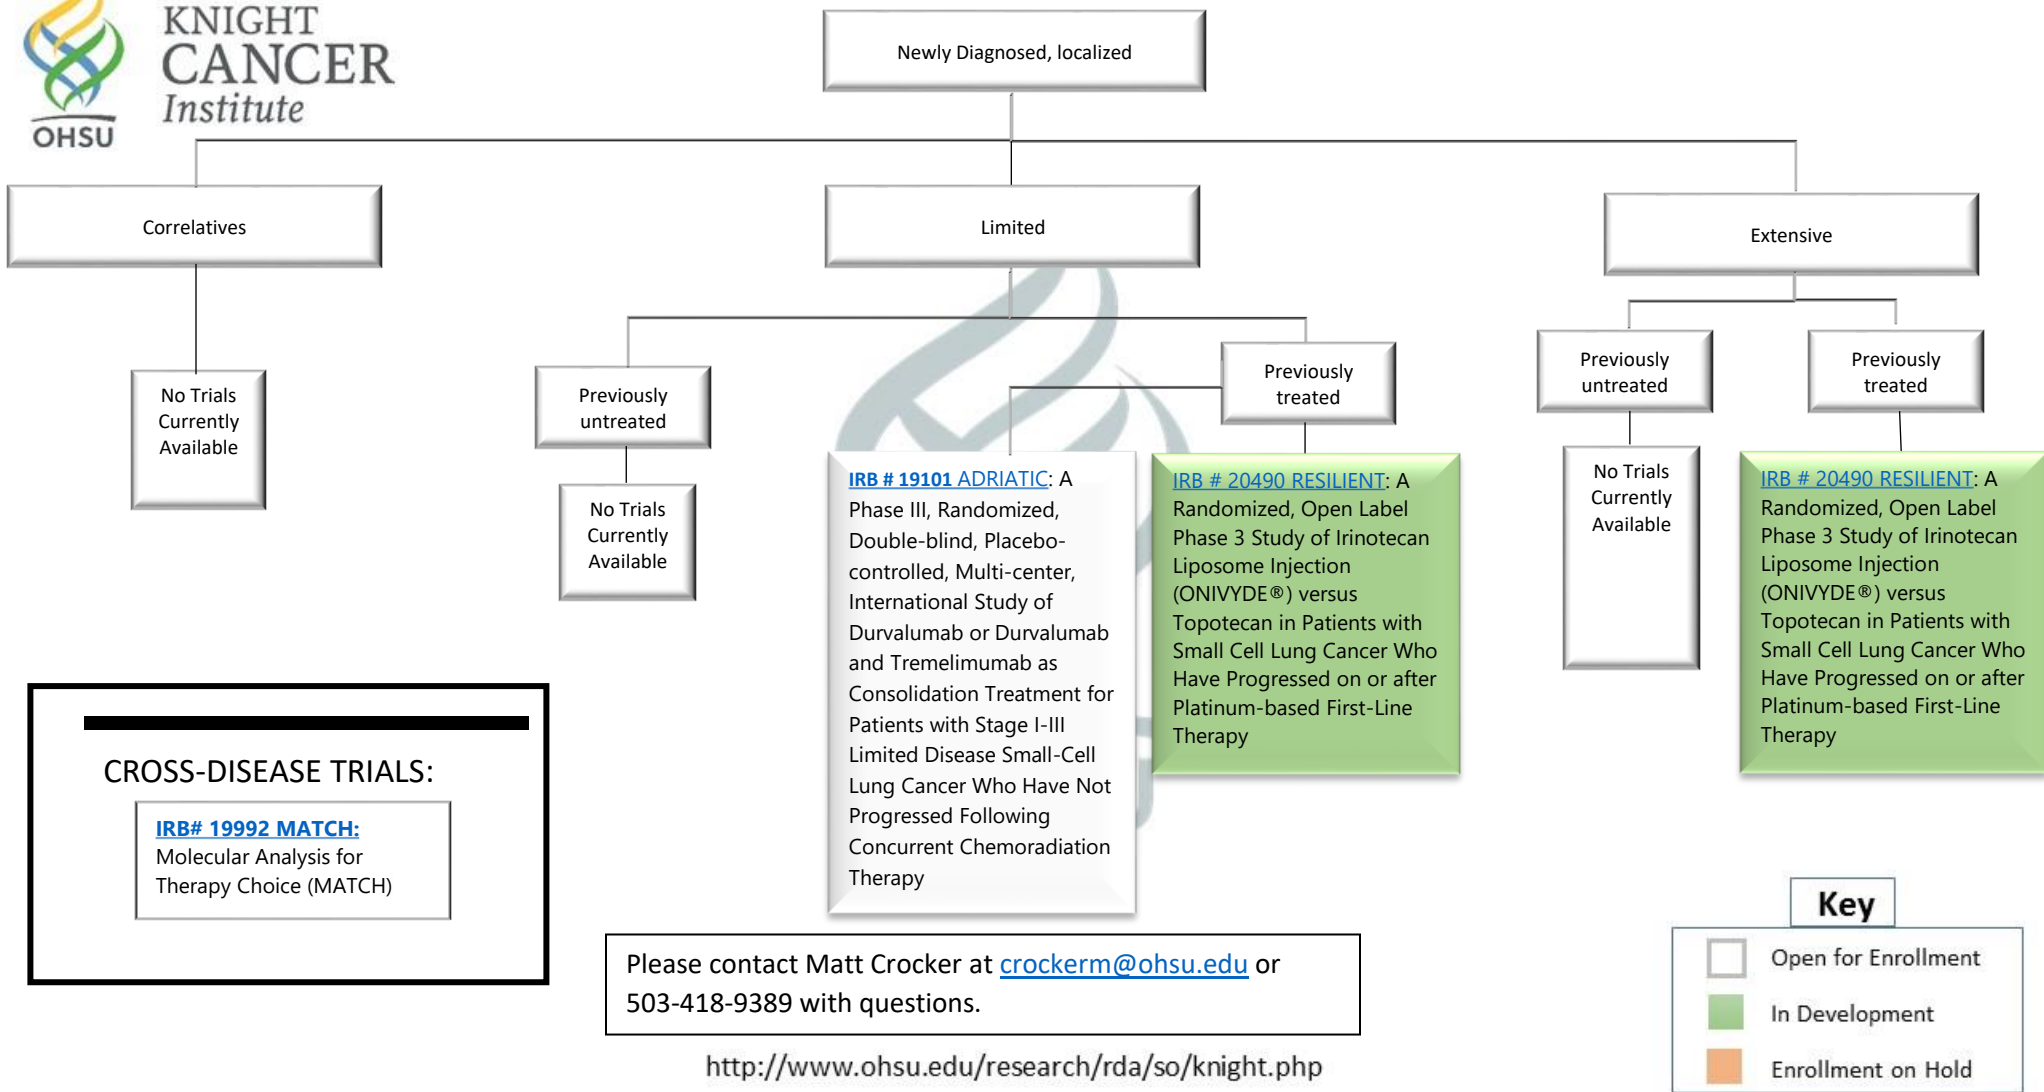 KNIGHT
CANCER
Institute
OHSU
Newly Diagnosed, localized
Correlatives
Limited
Extensive
No Trials
Currently
Available
Previously
untreated
No Trials
Currently
Available
Previously
treated
IRB # 19101 ADRIATIC: A
Phase III, Randomized,
Double-blind, Placebo-
controlled, Multi-center,
International Study of
Durvalumab or Durvalumab
and Tremelimumab as
Consolidation Treatment for
Patients with Stage I-III
Limited Disease Small-Cell
Lung Cancer Who Have Not
Progressed Following
Concurrent Chemoradiation
Therapy
IRB # 20490 RESILIENT: A
Randomized, Open Label
Phase 3 Study of Irinotecan
Liposome Injection
(ONIVYDE®) versus
Topotecan in Patients with
Small Cell Lung Cancer Who
Have Progressed on or after
Platinum-based First-Line
Therapy
Previously
untreated
No Trials
Currently
Available
Previously
treated
IRB # 20490 RESILIENT: A
Randomized, Open Label
Phase 3 Study of Irinotecan
Liposome Injection
(ONIVYDE®) versus
Topotecan in Patients with
Small Cell Lung Cancer Who
Have Progressed on or after
Platinum-based First-Line
Therapy
CROSS-DISEASE TRIALS:
IRB# 19992 MATCH:
Molecular Analysis for
Therapy Choice (MATCH)
Please contact Matt Crocker at crockerm@ohsu.edu or
503-418-9389 with questions.
http://www.ohsu.edu/research/rda/so/knight.php
Key
Open for Enrollment
In Development
Enrollment on Hold